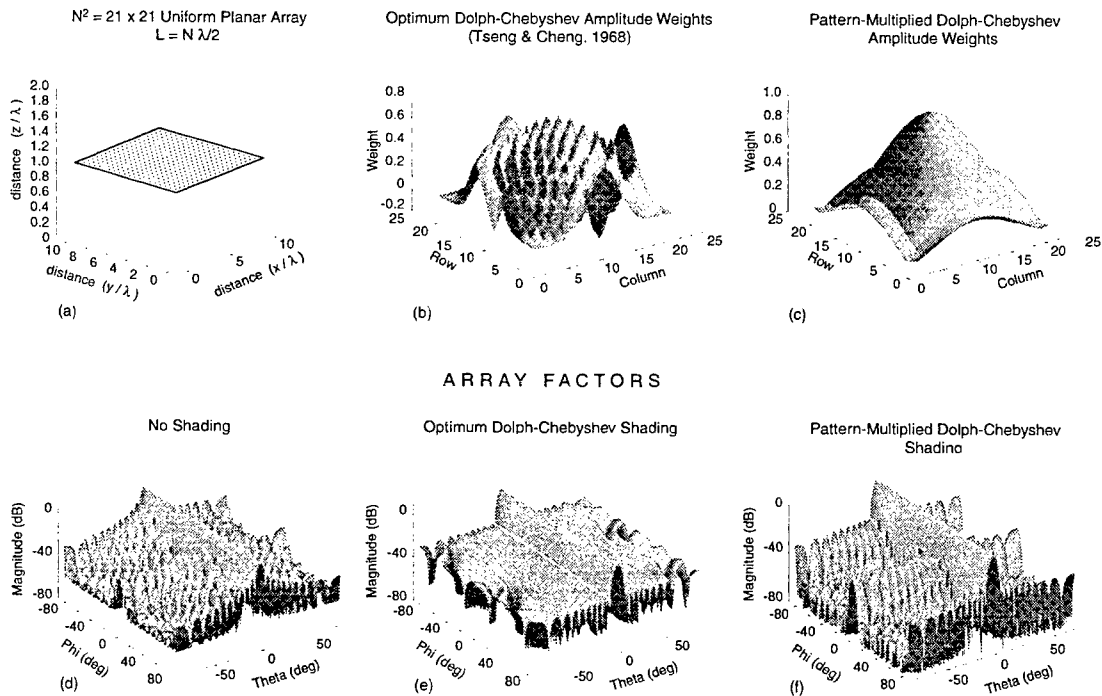 N² = 21 x 21 Uniform Planar Array
L = N λ/2
Optimum Dolph-Chebyshev Amplitude Weights
(Tseng & Cheng, 1968)
Pattern-Multiplied Dolph-Chebyshev
Amplitude Weights
distance (z/λ)
2.0
1.8
1.6
1.4
1.2
1.0
0.8
0.6
0.4
0.2
0
10
8
6
4
2
0
distance (y/λ)
0
5
10
distance (x/λ)
(a)
Weight
0.8
0.6
0.4
0.2
0
-0.2
25
20
15
10
5
0
Row
0
5
10
15
20
25
Column
(b)
Weight
1.0
0.8
0.6
0.4
0.2
0
25
20
15
10
5
0
Row
0
5
10
15
20
25
Column
(c)
ARRAY FACTORS
No Shading
Optimum Dolph-Chebyshev Shading
Pattern-Multiplied Dolph-Chebyshev
Shading
Magnitude (dB)
0
-40
-80
-80
-40
0
40
80
Phi (deg)
-50
0
50
Theta (deg)
(d)
Magnitude (dB)
0
-40
-80
-80
-40
0
40
80
Phi (deg)
-50
0
50
Theta (deg)
(e)
Magnitude (dB)
0
-40
-80
-80
-40
0
40
80
Phi (deg)
-50
0
50
Theta (deg)
(f)